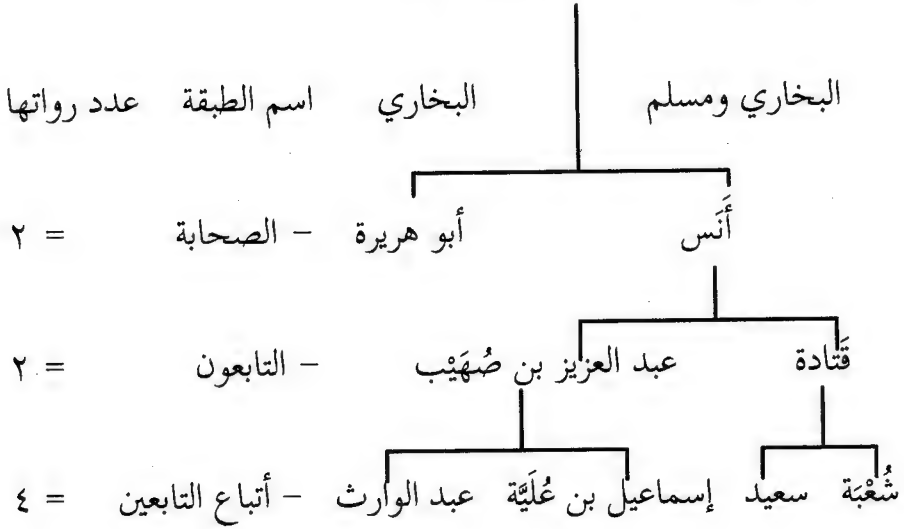 البخاري ومسلم البخاري اسم الطبقة عدد رواتها
أَنَس أبو هريرة – الصحابة = ٢
قَتادة عبد العزيز بن صُهَيْب – التابعون = ٢
شُعْبَة سعيد إسماعيل بن عُلَيَّة عبد الوارث – أتباع التابعين = ٤